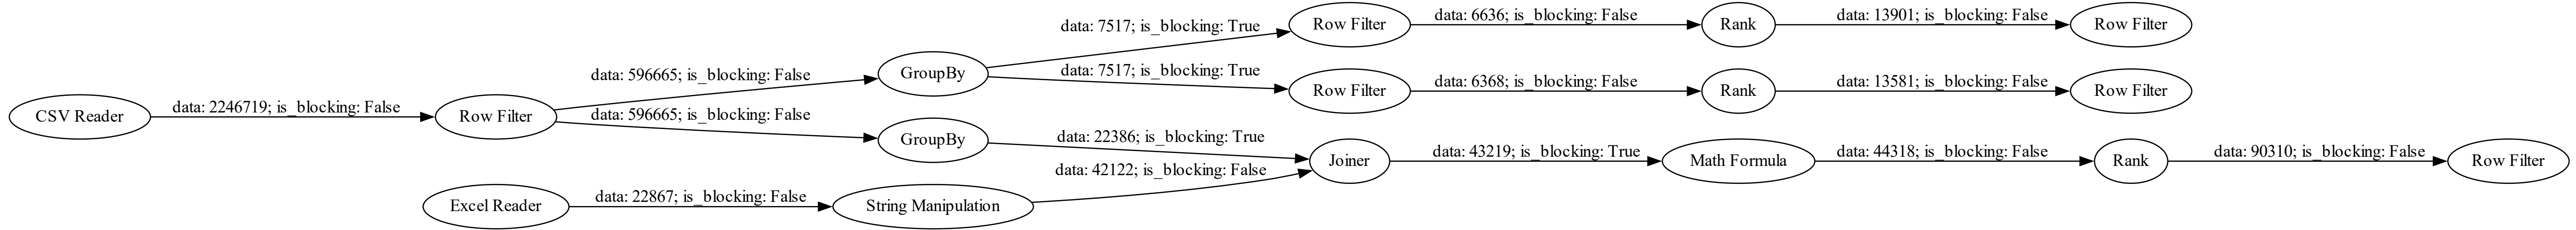 data: 7517; is_blocking: True
Row Filter
data: 6636; is_blocking: False
Rank
data: 13901; is_blocking: False
Row Filter
data: 596665; is_blocking: False
GroupBy
data: 7517; is_blocking: True
Row Filter
data: 6368; is_blocking: False
Rank
data: 13581; is_blocking: False
Row Filter
CSV Reader
data: 2246719; is_blocking: False
Row Filter
data: 596665; is_blocking: False
GroupBy
data: 22386; is_blocking: True
Joiner
data: 43219; is_blocking: True
Math Formula
data: 44318; is_blocking: False
Rank
data: 90310; is_blocking: False
Row Filter
Excel Reader
data: 22867; is_blocking: False
String Manipulation
data: 42122; is_blocking: False